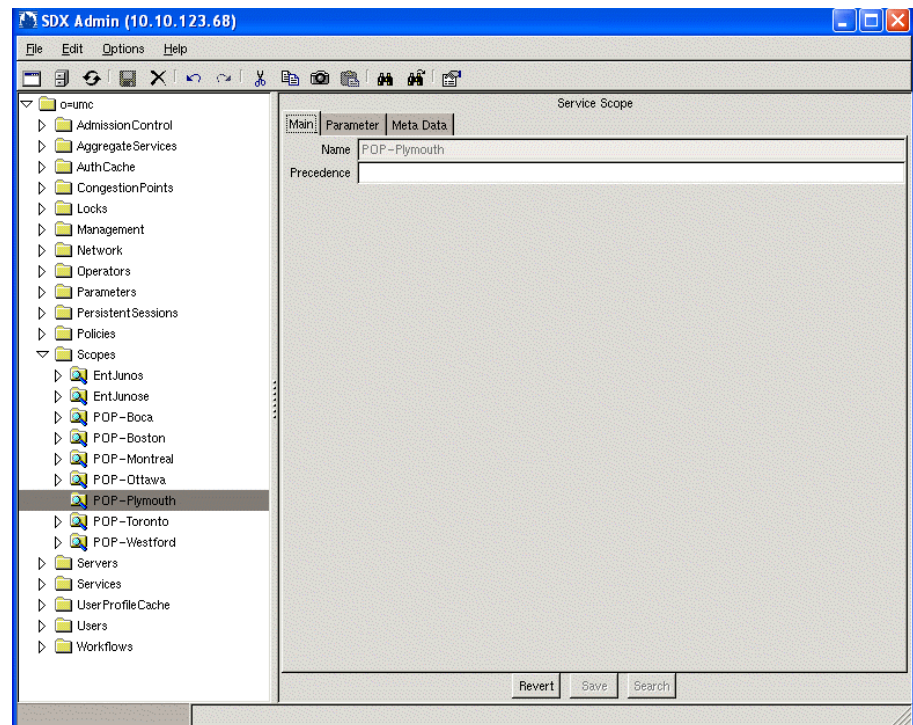 SDX Admin (10.10.123.68)
File Edit Options Help
o=umc
AdmissionControl
AggregateServices
AuthCache
CongestionPoints
Locks
Management
Network
Operators
Parameters
PersistentSessions
Policies
Scopes
EntJunos
EntJunose
POP-Boca
POP-Boston
POP-Montreal
POP-Ottawa
POP-Plymouth
POP-Toronto
POP-Westford
Servers
Services
UserProfileCache
Users
Workflows
Service Scope
Main Parameter Meta Data
Name POP-Plymouth
Precedence
Revert Save Search